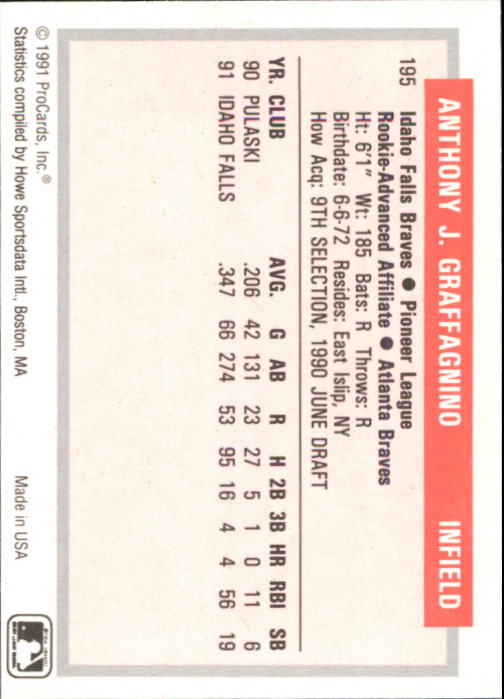 ANTHONY J. GRAFFAGNINO INFIELD
195 Idaho Falls Braves ● Pioneer League
Rookie-Advanced Affiliate ● Atlanta Braves
Ht: 6'1" Wt: 185 Bats: R Throws: R
Birthdate: 6-6-72 Resides: East Islip, NY
How Acq: 9TH SELECTION, 1990 JUNE DRAFT
YR. CLUB AVG. G AB R H 2B 3B HR RBI SB
90 PULASKI .206 42 131 23 27 5 1 0 11 6
91 IDAHO FALLS .347 66 274 53 95 16 4 4 56 19
© 1991 ProCards, Inc.® Made in USA
Statistics compiled by Howe Sportsdata Intl., Boston, MA